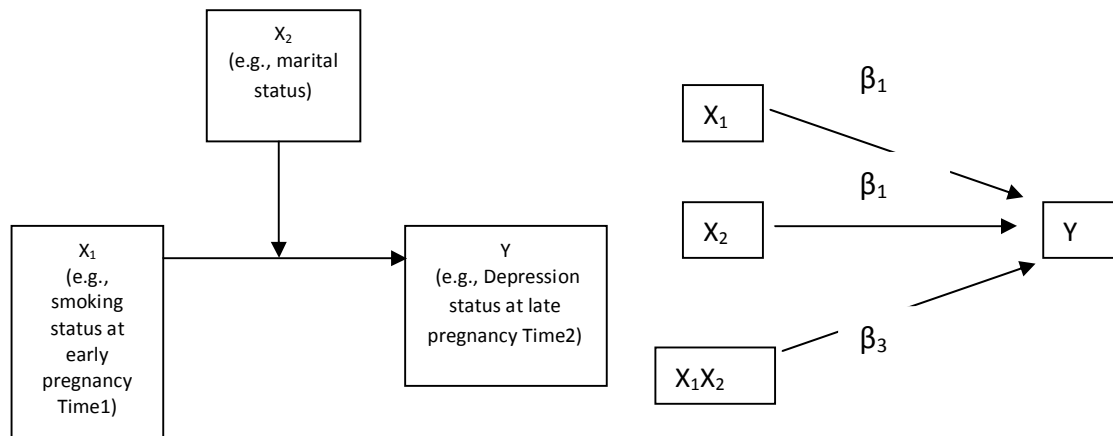 X₂
(e.g., marital
status)
X₁
(e.g.,
smoking
status at
early
pregnancy
Time1)
Y
(e.g., Depression
status at late
pregnancy Time2)
β₁
X₁
β₁
X₂
Y
β₃
X₁X₂